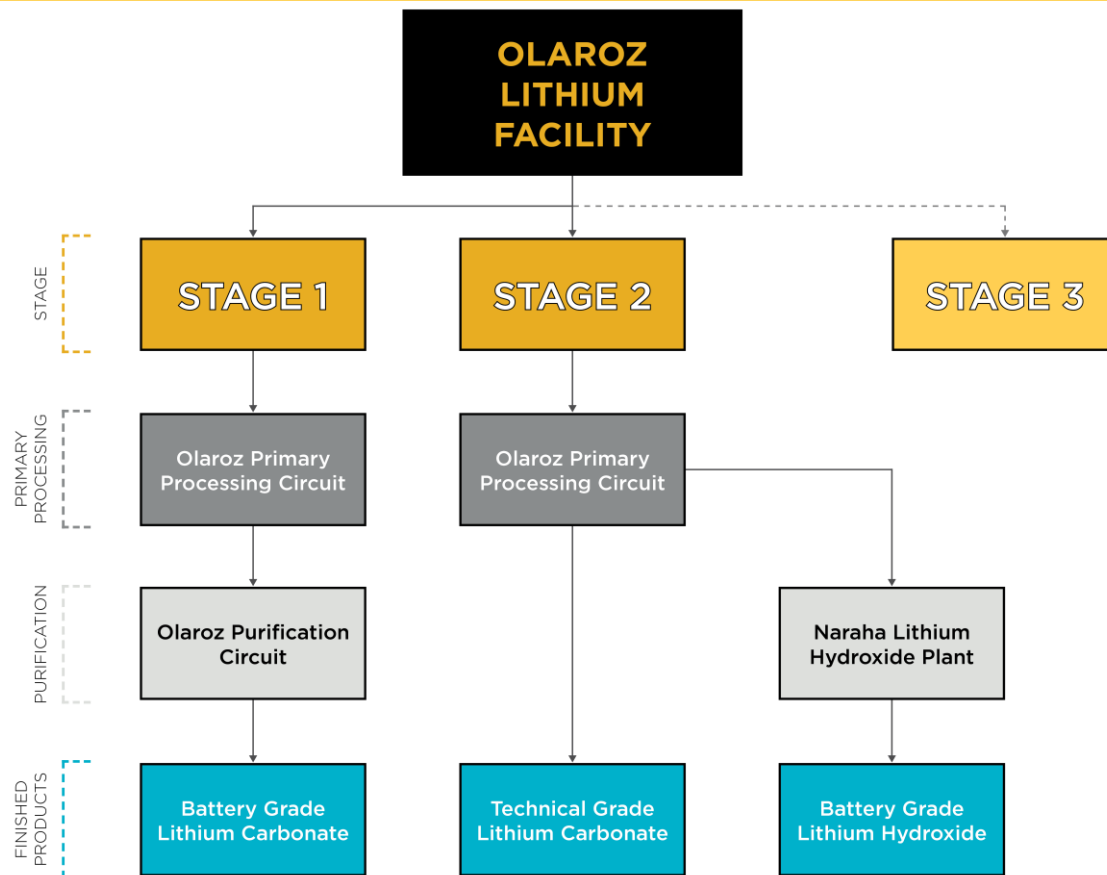 OLAROZ
LITHIUM
FACILITY
STAGE
STAGE 1
STAGE 2
STAGE 3
PRIMARY
PROCESSING
Olaroz Primary
Processing Circuit
Olaroz Primary
Processing Circuit
PURIFICATION
Olaroz Purification
Circuit
Naraha Lithium
Hydroxide Plant
FINISHED
PRODUCTS
Battery Grade
Lithium Carbonate
Technical Grade
Lithium Carbonate
Battery Grade
Lithium Hydroxide